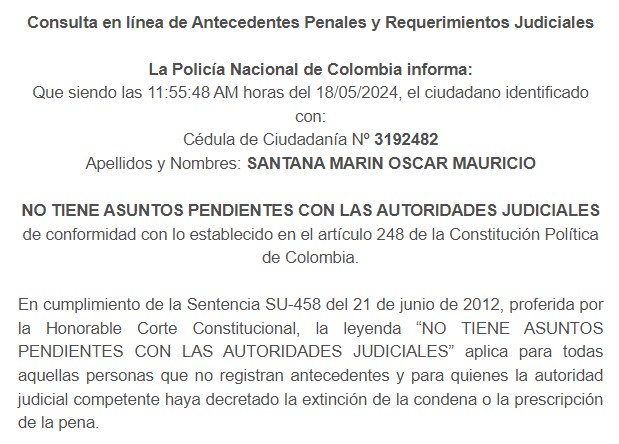 Consulta en línea de Antecedentes Penales y Requerimientos Judiciales
La Policía Nacional de Colombia informa:
Que siendo las 11:55:48 AM horas del 18/05/2024, el ciudadano identificado
con:
Cédula de Ciudadanía Nº 3192482
Apellidos y Nombres: SANTANA MARIN OSCAR MAURICIO
NO TIENE ASUNTOS PENDIENTES CON LAS AUTORIDADES JUDICIALES
de conformidad con lo establecido en el artículo 248 de la Constitución Política
de Colombia.
En cumplimiento de la Sentencia SU-458 del 21 de junio de 2012, proferida por
la Honorable Corte Constitucional, la leyenda “NO TIENE ASUNTOS
PENDIENTES CON LAS AUTORIDADES JUDICIALES” aplica para todas
aquellas personas que no registran antecedentes y para quienes la autoridad
judicial competente haya decretado la extinción de la condena o la prescripción
de la pena.